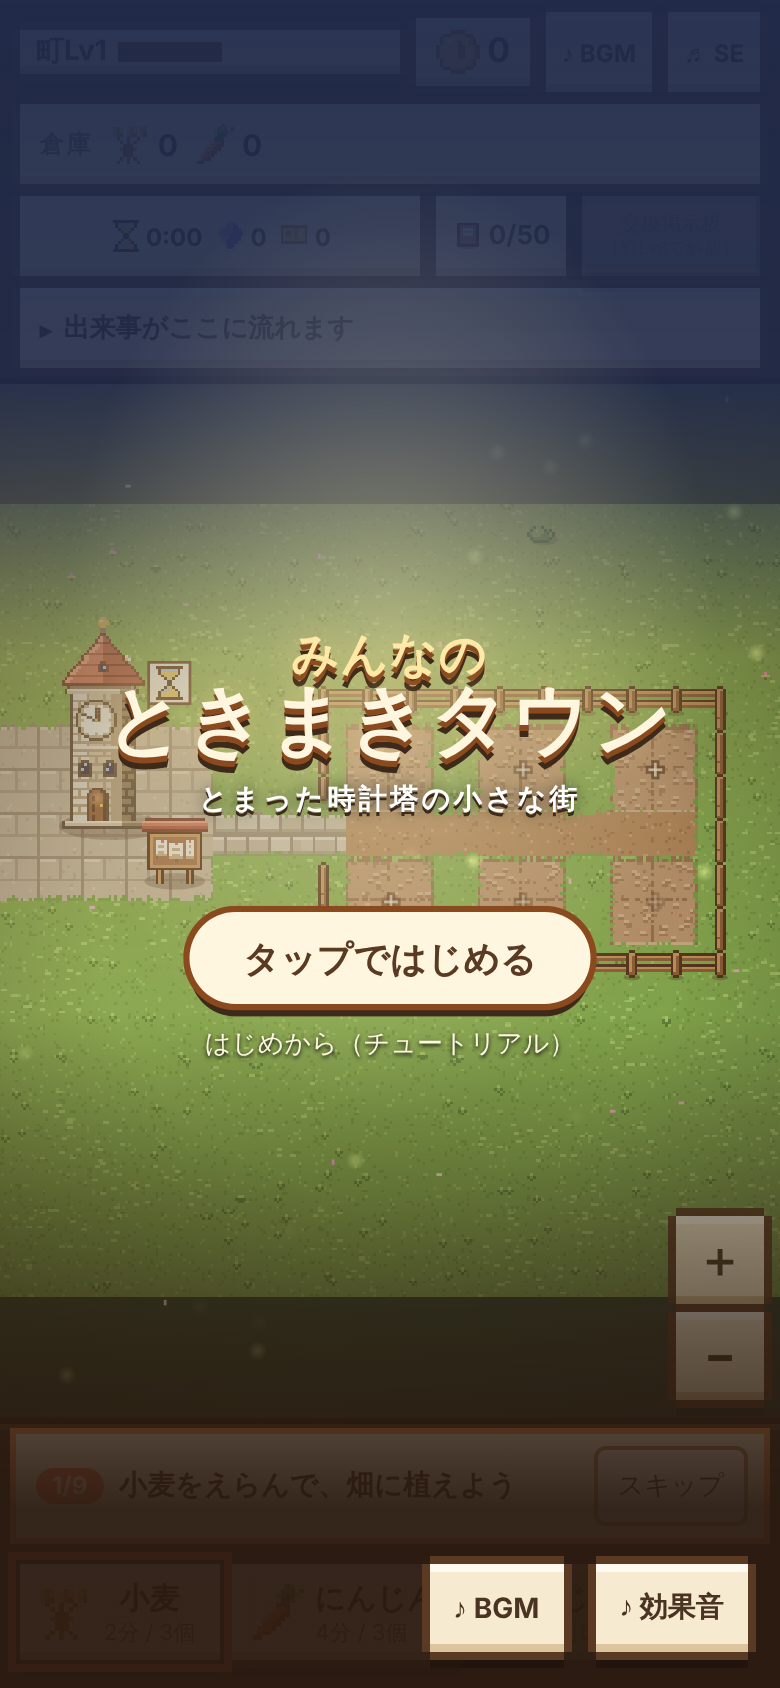 町Lv1
0
♪ BGM
♬ SE
倉庫
0
0
0:00
0
0
0/50
▸ 出来事がここに流れます
みんなの
ときまきタウン
とまった時計塔の小さな街
タップではじめる
はじめから（チュートリアル）
+
−
1/9
小麦をえらんで、畑に植えよう
スキップ
小麦
2分 / 3個
にんじん
4分 / 3個
♪ BGM
♪ 効果音